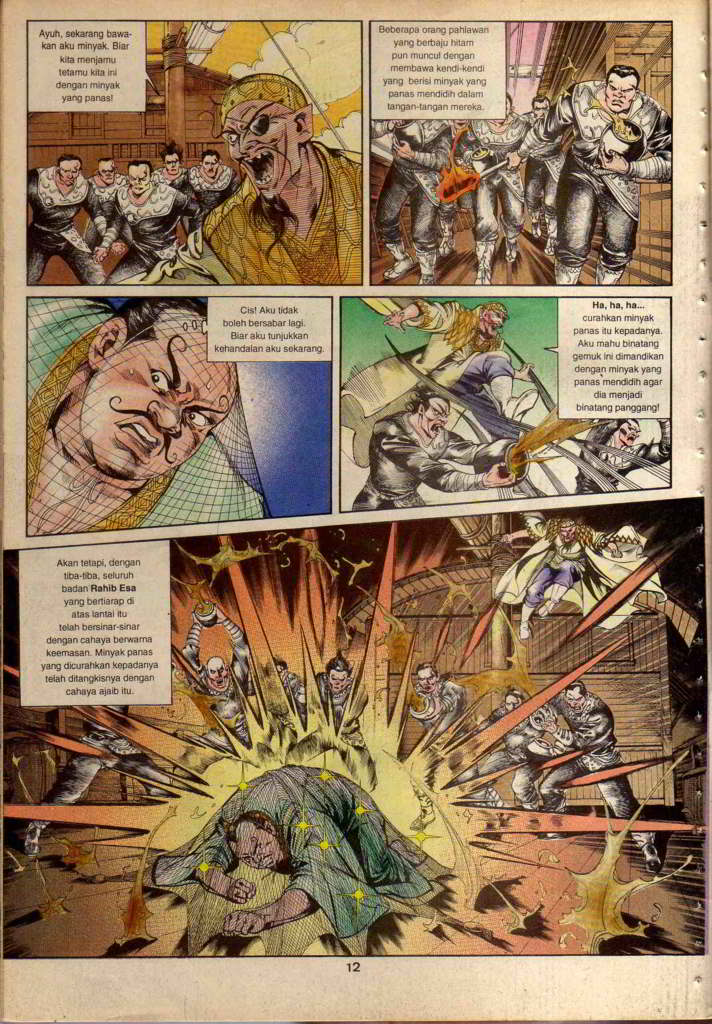 Ayuh, sekarang bawa-
kan aku minyak. Biar
kita menjamu
tetamu kita ini
dengan minyak
yang panas!
Beberapa orang pahlawan
yang berbaju hitam
pun muncul dengan
membawa kendi-kendi
yang berisi minyak yang
panas mendidih dalam
tangan-tangan mereka.
Cis! Aku tidak
boleh bersabar lagi.
Biar aku tunjukkan
kehandalan aku sekarang.
Ha, ha, ha...
curahkan minyak
panas itu kepadanya.
Aku mahu binatang
gemuk ini dimandikan
dengan minyak yang
panas mendidih agar
dia menjadi
binatang panggang!
Akan tetapi, dengan
tiba-tiba, seluruh
badan Rahib Esa
yang bertiarap di
atas lantai itu
telah bersinar-sinar
dengan cahaya berwarna
keemasan. Minyak panas
yang dicurahkan kepadanya
telah ditangkisnya dengan
cahaya ajaib itu.
12